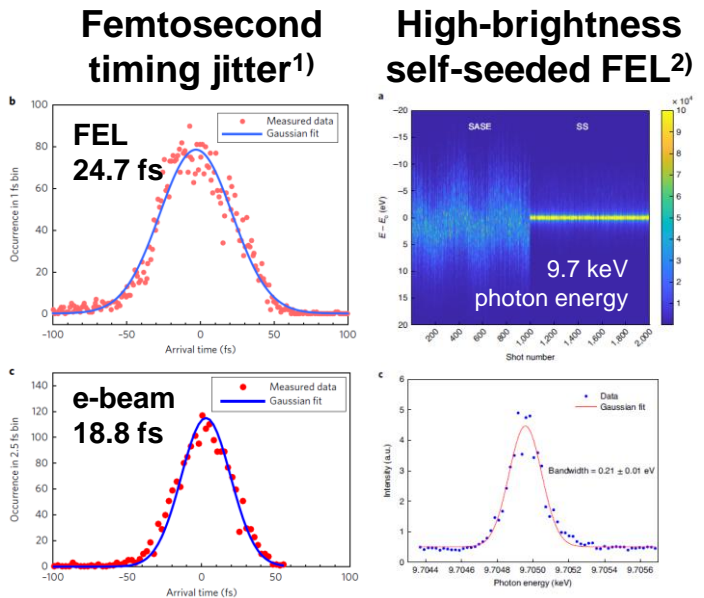 Femtosecond
timing jitter1)
High-brightness
self-seeded FEL2)
b
100
80
60
40
20
0
Occurrence in 1 fs bin
FEL
24.7 fs
Measured data
Gaussian fit
-100
-50
0
50
100
Arrival time (fs)
a
-20
-15
-10
-5
0
5
10
15
20
E – E0 (eV)
SASE
SS
9.7 keV
photon energy
200
400
600
800
1,000
1,200
1,400
1,600
1,800
2,000
Shot number
× 10⁴
10
9
8
7
6
5
4
3
2
1
c
140
120
100
80
60
40
20
0
Occurrence in 2.5 fs bin
e-beam
18.8 fs
Measured data
Gaussian fit
-100
-50
0
50
100
Arrival time (fs)
c
6
5
4
3
2
1
0
Intensity (a.u.)
Data
Gaussian fit
Bandwidth = 0.21 ± 0.01 eV
9.7044
9.7046
9.7048
9.7050
9.7052
9.7054
9.7056
Photon energy (keV)